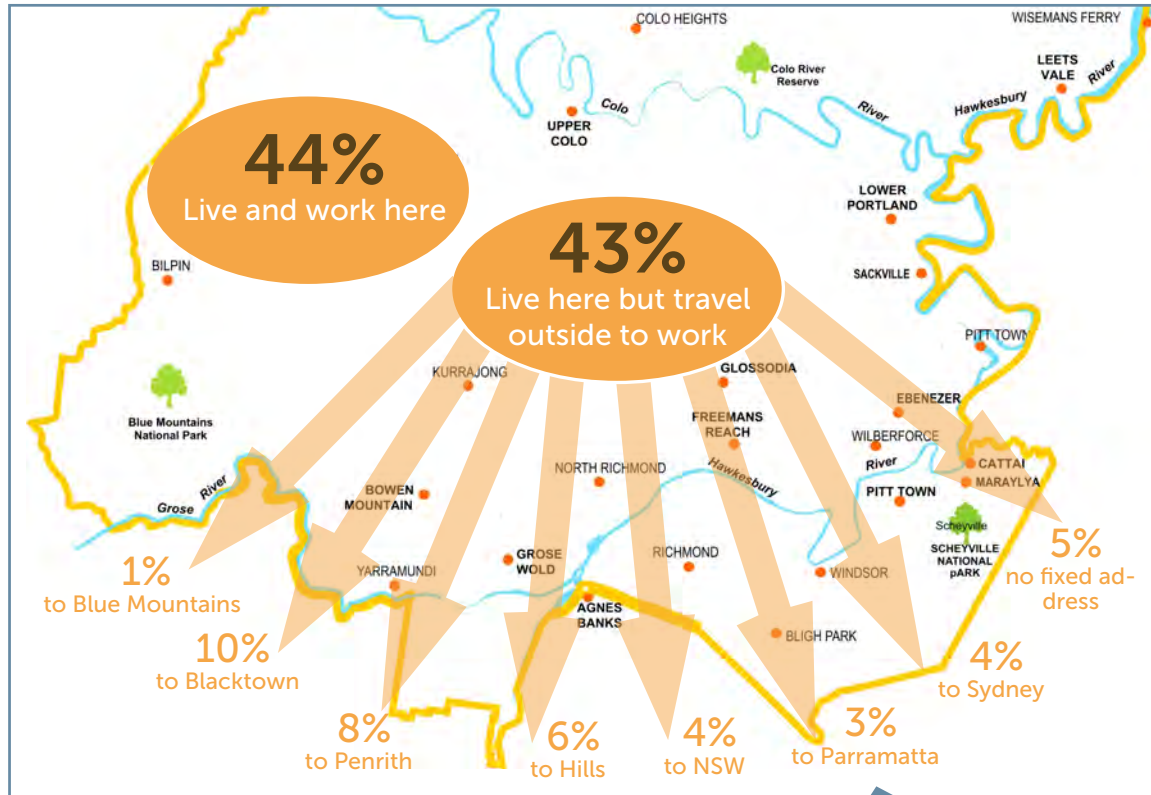 COLO HEIGHTS
WISEMANS FERRY
Colo River
Reserve
LEETS
VALE
River
Hawkesbury
Colo
River
UPPER
COLO
44%
Live and work here
LOWER
PORTLAND
43%
Live here but travel
outside to work
BILPIN
SACKVILLE
PITT TOWN
KURRAJONG
GLOSSODIA
EBENEZER
Blue Mountains
National Park
FREEMANS
REACH
WILBERFORCE
River
CATTAI
MARAYLYA
NORTH RICHMOND
Hawkesbury
PITT TOWN
Grose
River
BOWEN
MOUNTAIN
Scheyville
SCHEYVILLE
NATIONAL
pARK
YARRAMUNDI
GROSE
WOLD
RICHMOND
WINDSOR
AGNES
BANKS
BLIGH PARK
1%
to Blue Mountains
10%
to Blacktown
8%
to Penrith
6%
to Hills
4%
to NSW
3%
to Parramatta
4%
to Sydney
5%
no fixed ad-
dress